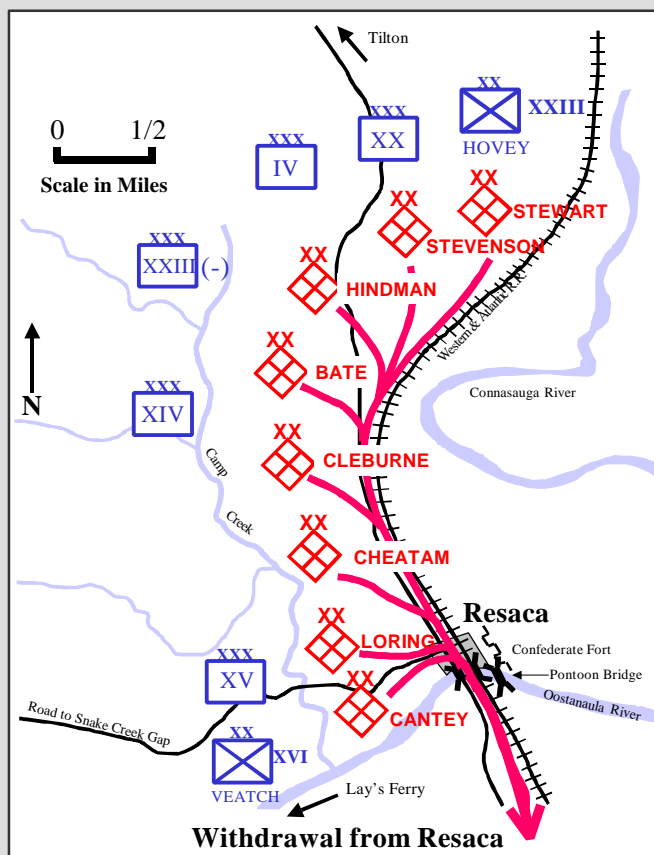 Tilton
XX
XXIII
HOVEY
XXX
XX
0 1/2
Scale in Miles
XXX
IV
XX
STEWART
XX
STEVENSON
XXX
XXIII (-)
XX
HINDMAN
Western & Atlantic R.R.
N
XX
BATE
Connasauga River
XXX
XIV
XX
CLEBURNE
Camp
Creek
XX
CHEATAM
Resaca
XX
LORING
Confederate Fort
Pontoon Bridge
Oostanaula River
XXX
XV
XX
CANTEY
Road to Snake Creek Gap
XX
XVI
VEATCH
Lay's Ferry
Withdrawal from Resaca